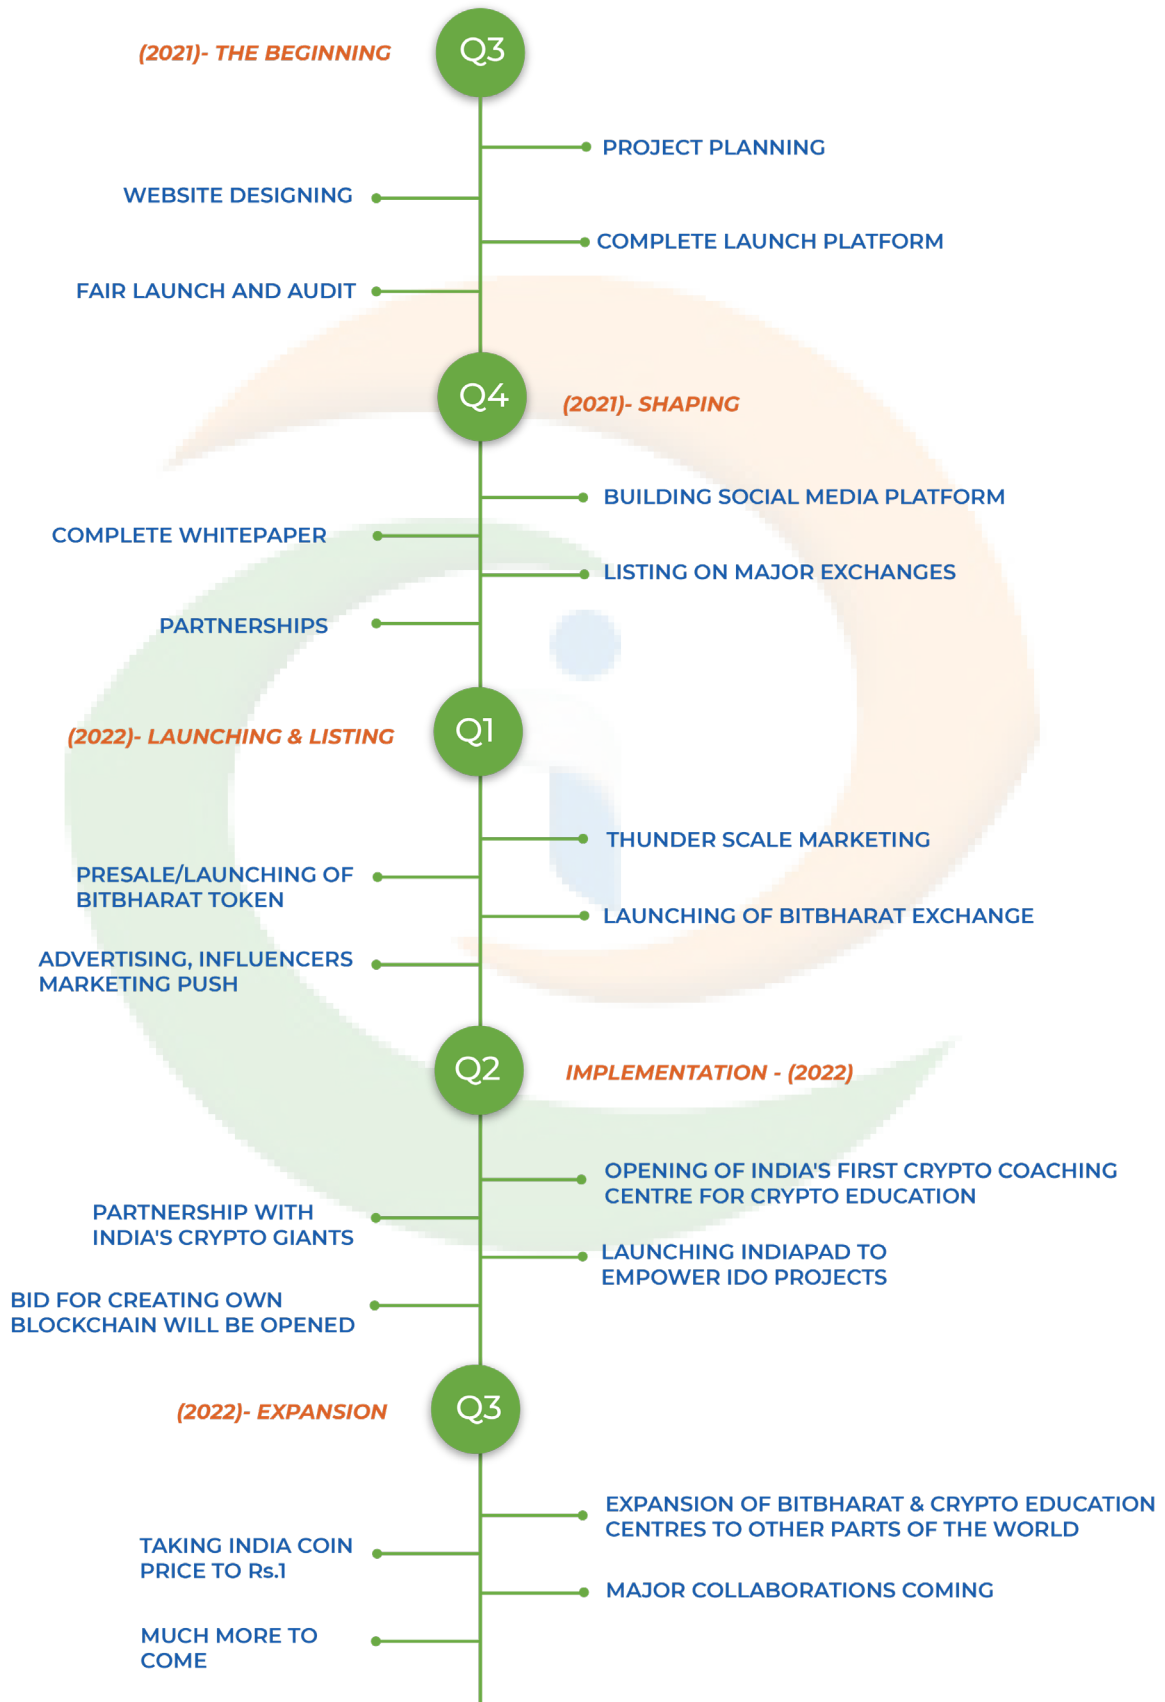 Q3
(2021)- THE BEGINNING
PROJECT PLANNING
WEBSITE DESIGNING
COMPLETE LAUNCH PLATFORM
FAIR LAUNCH AND AUDIT
Q4
(2021)- SHAPING
BUILDING SOCIAL MEDIA PLATFORM
COMPLETE WHITEPAPER
LISTING ON MAJOR EXCHANGES
PARTNERSHIPS
Q1
(2022)- LAUNCHING & LISTING
THUNDER SCALE MARKETING
PRESALE/LAUNCHING OF
BITBHARAT TOKEN
LAUNCHING OF BITBHARAT EXCHANGE
ADVERTISING, INFLUENCERS
MARKETING PUSH
Q2
IMPLEMENTATION - (2022)
OPENING OF INDIA'S FIRST CRYPTO COACHING
CENTRE FOR CRYPTO EDUCATION
PARTNERSHIP WITH
INDIA'S CRYPTO GIANTS
LAUNCHING INDIAPAD TO
EMPOWER IDO PROJECTS
BID FOR CREATING OWN
BLOCKCHAIN WILL BE OPENED
Q3
(2022)- EXPANSION
EXPANSION OF BITBHARAT & CRYPTO EDUCATION
CENTRES TO OTHER PARTS OF THE WORLD
TAKING INDIA COIN
PRICE TO Rs.1
MAJOR COLLABORATIONS COMING
MUCH MORE TO
COME